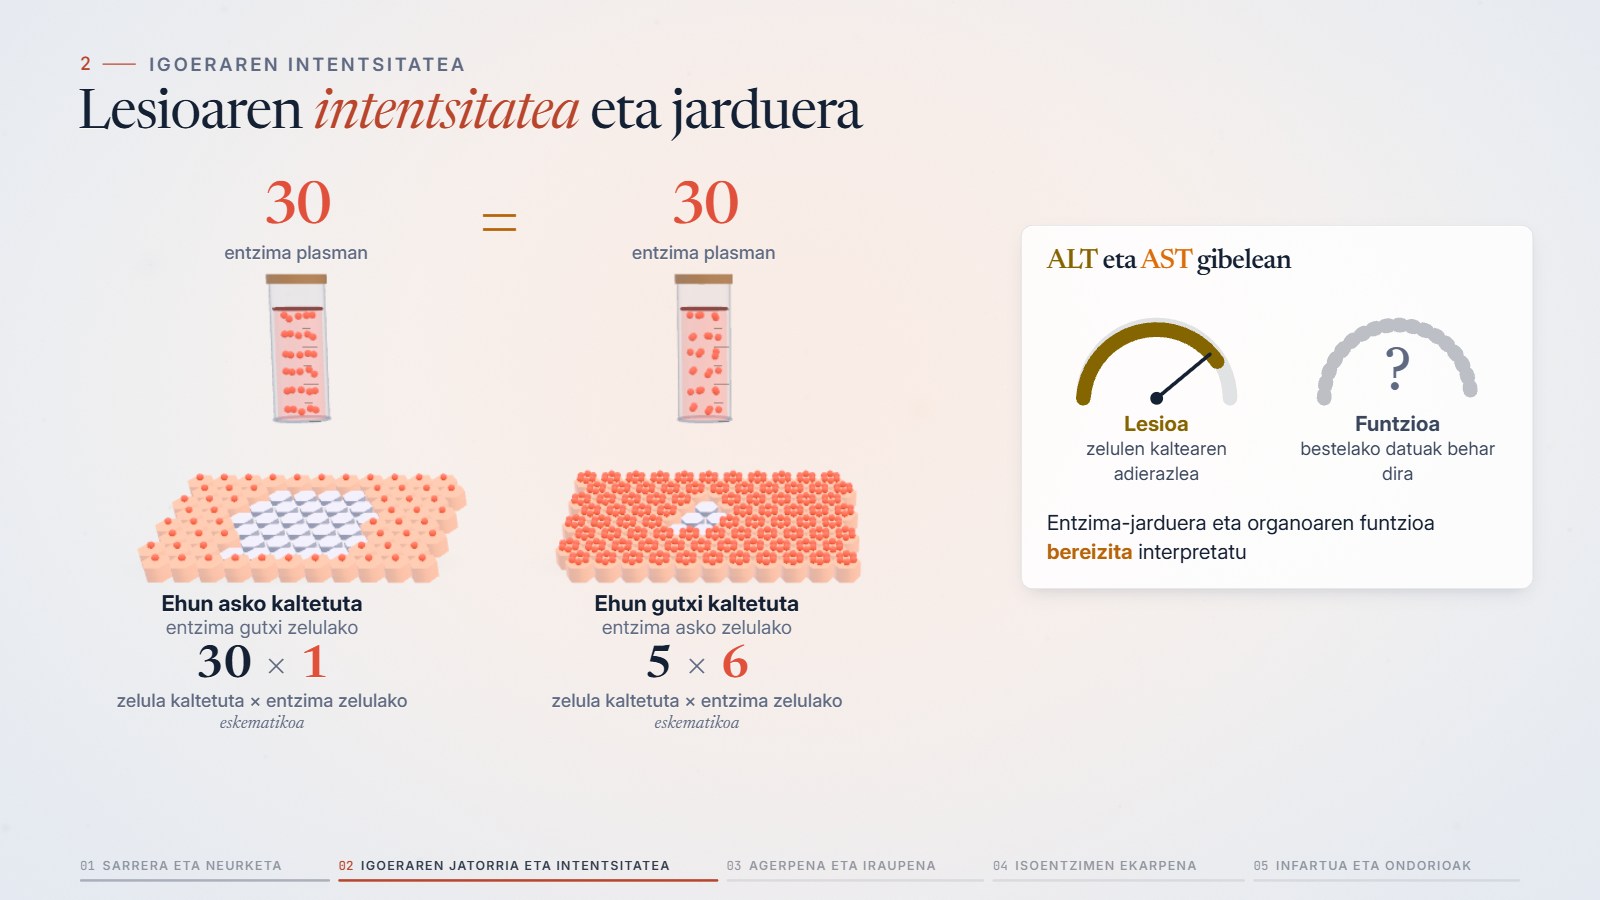 2 — IGOERAREN INTENTSITATEA
Lesioaren intentsitatea eta jarduera
30 = 30
entzima plasman
entzima plasman
Ehun asko kaltetuta
entzima gutxi zelulako
30 × 1
zelula kaltetuta × entzima zelulako
eskematikoa
Ehun gutxi kaltetuta
entzima asko zelulako
5 × 6
zelula kaltetuta × entzima zelulako
eskematikoa
ALT eta AST gibelean
Lesioa
zelulen kaltearen
adierazlea
?
Funtzioa
bestelako datuak behar
dira
Entzima-jarduera eta organoaren funtzioa
bereizita interpretatu
01 SARRERA ETA NEURKETA
02 IGOERAREN JATORRIA ETA INTENTSITATEA
03 AGERPENA ETA IRAUPENA
04 ISOENTZIMEN EKARPENA
05 INFARTUA ETA ONDORIOAK